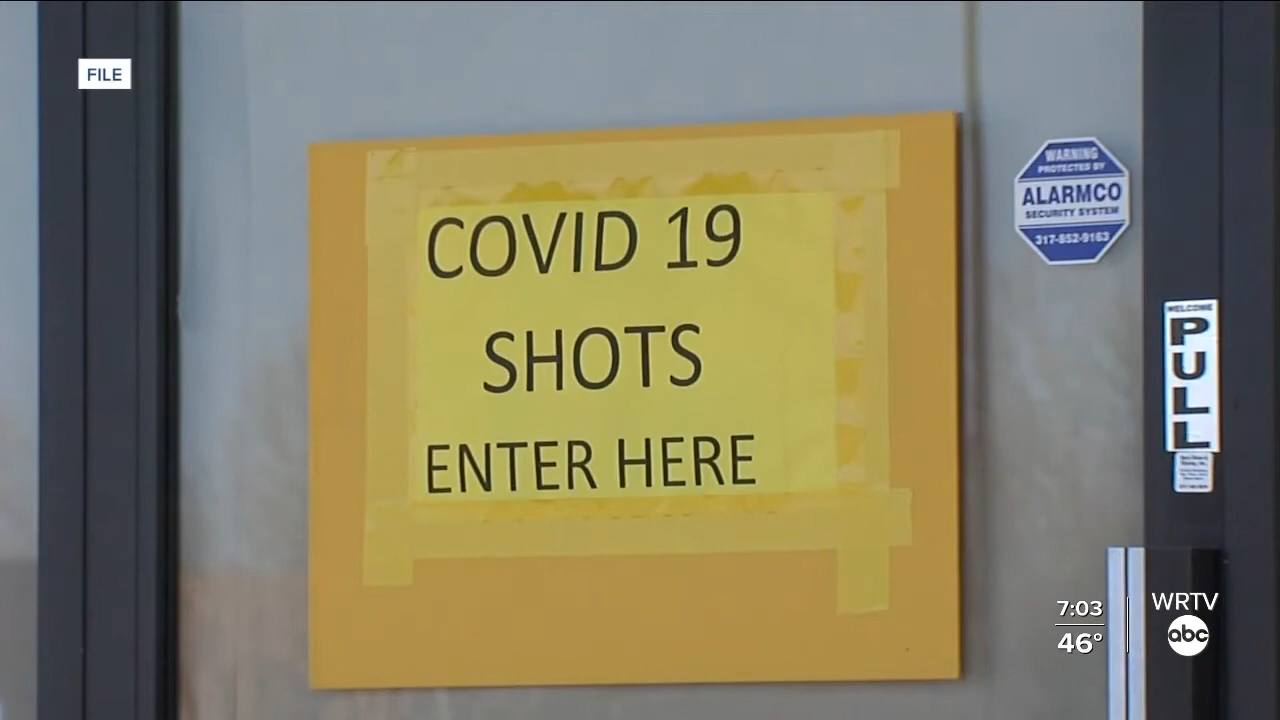 FILE
COVID 19
SHOTS
ENTER HERE
WARNING
PROTECTED BY
ALARMCO
SECURITY SYSTEM
317-852-9163
WELCOME
PULL
7:03
46°
WRTV
abc